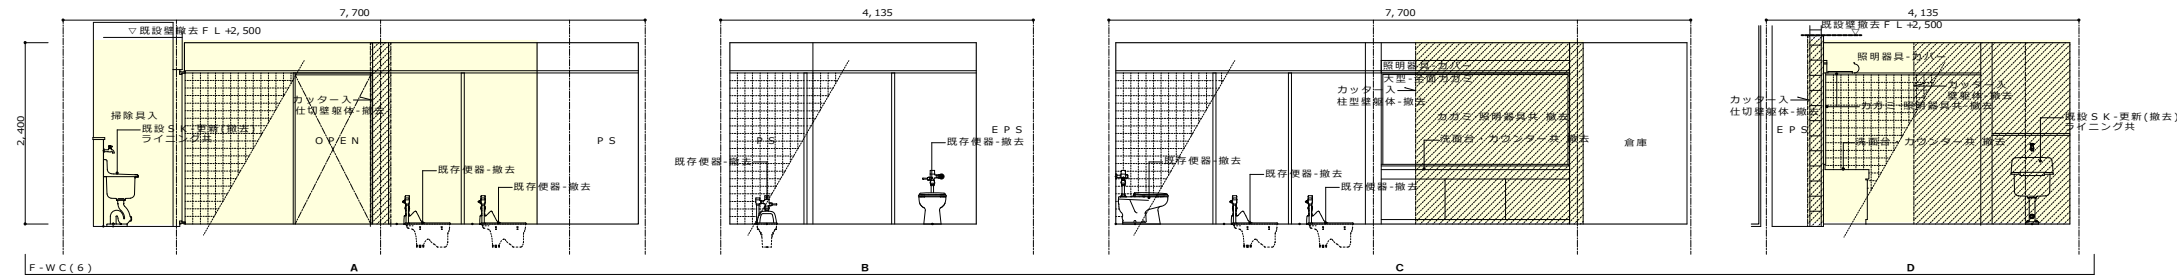 7,700
▽既設壁撤去ＦＬ+2,500
2,400
掃除具入
既設ＳＫ-更新(撤去)
ライニング共
カッター入
仕切壁躯体-撤去
ＯＰＥＮ
ＰＳ
既存便器-撤去
既存便器-撤去
F-WC(6)
A
4,135
ＰＳ
既存便器-撤去
ＥＰＳ
既存便器-撤去
B
7,700
照明器具-カバー
大型-全面カガミ
カッター入
柱型壁躯体-撤去
カガミ・照明器具共 撤去
洗面台・カウンター共 撤去
既存便器-撤去
既存便器-撤去
既存便器-撤去
倉庫
C
4,135
既設壁撤去ＦＬ+2,500
照明器具-カバー
カッター入
壁躯体-撤去
カッター入
仕切壁躯体-撤去
カガミ・照明器具共-撤去
ＥＰＳ
既設ＳＫ-更新(撤去)
ライニング共
洗面台・カウンター共 撤去
D